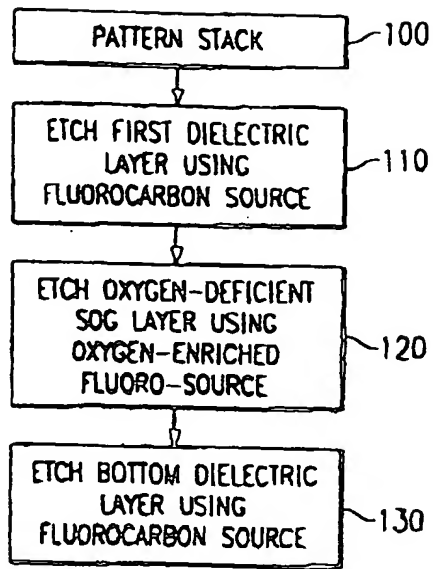 PATTERN STACK
100
ETCH FIRST DIELECTRIC
LAYER USING
FLUOROCARBON SOURCE
110
ETCH OXYGEN-DEFICIENT
SOG LAYER USING
OXYGEN-ENRICHED
FLUORO-SOURCE
120
ETCH BOTTOM DIELECTRIC
LAYER USING
FLUOROCARBON SOURCE
130